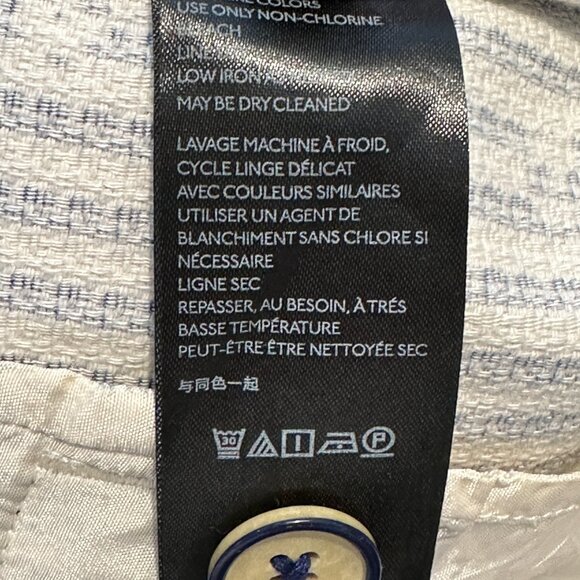 COLORS
USE ONLY NON-CHLORINE
LOW IRON
MAY BE DRY CLEANED
LAVAGE MACHINE À FROID,
CYCLE LINGE DÉLICAT
AVEC COULEURS SIMILAIRES
UTILISER UN AGENT DE
BLANCHIMENT SANS CHLORE SI
NÉCESSAIRE
LIGNE SEC
REPASSER, AU BESOIN, À TRÉS
BASSE TEMPÉRATURE
PEUT-ÊTRE ÊTRE NETTOYÉE SEC
与同色一起
30 P